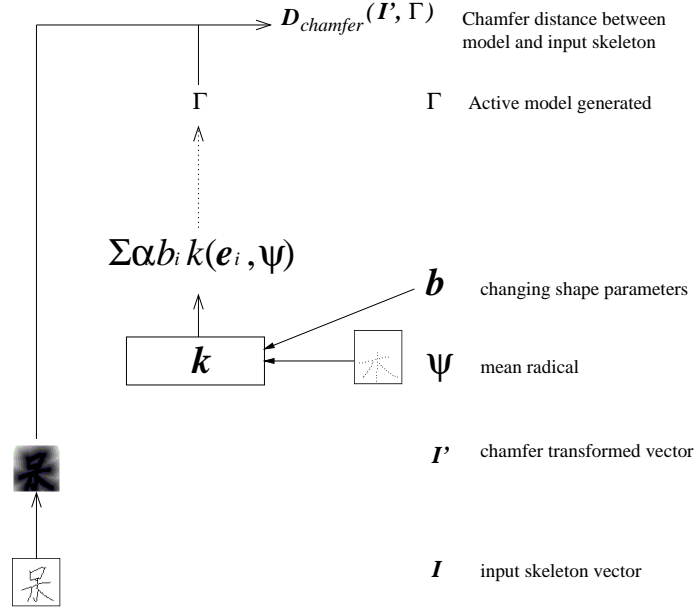 D_chamfer (I', Γ) Chamfer distance between
model and input skeleton
Γ Γ Active model generated
Σαb_i k(e_i, ψ)
b changing shape parameters
k 木 ψ mean radical
呆 I' chamfer transformed vector
呆 I input skeleton vector